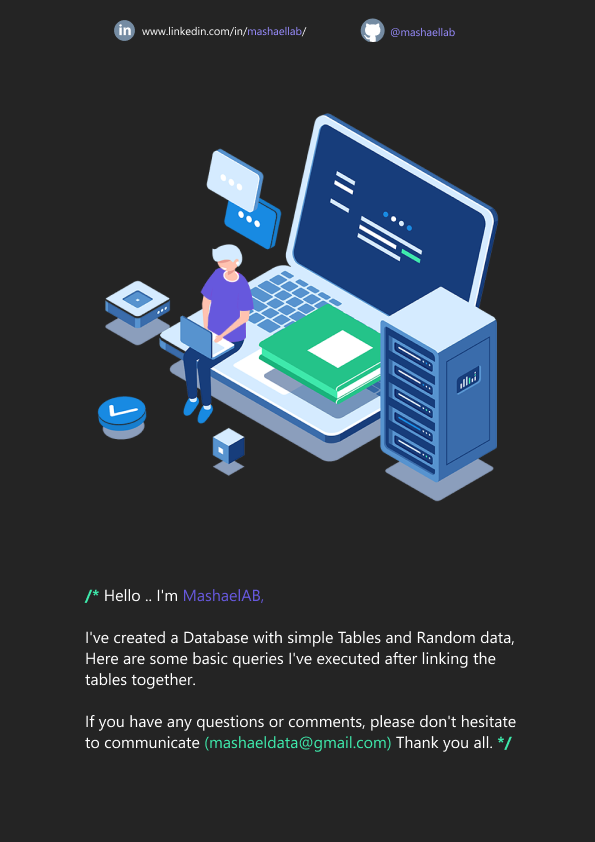 in www.linkedin.com/in/mashaellab/
@mashaellab
/* Hello .. I'm MashaelAB,
I've created a Database with simple Tables and Random data,
Here are some basic queries I've executed after linking the
tables together.
If you have any questions or comments, please don't hesitate
to communicate (mashaeldata@gmail.com) Thank you all. */